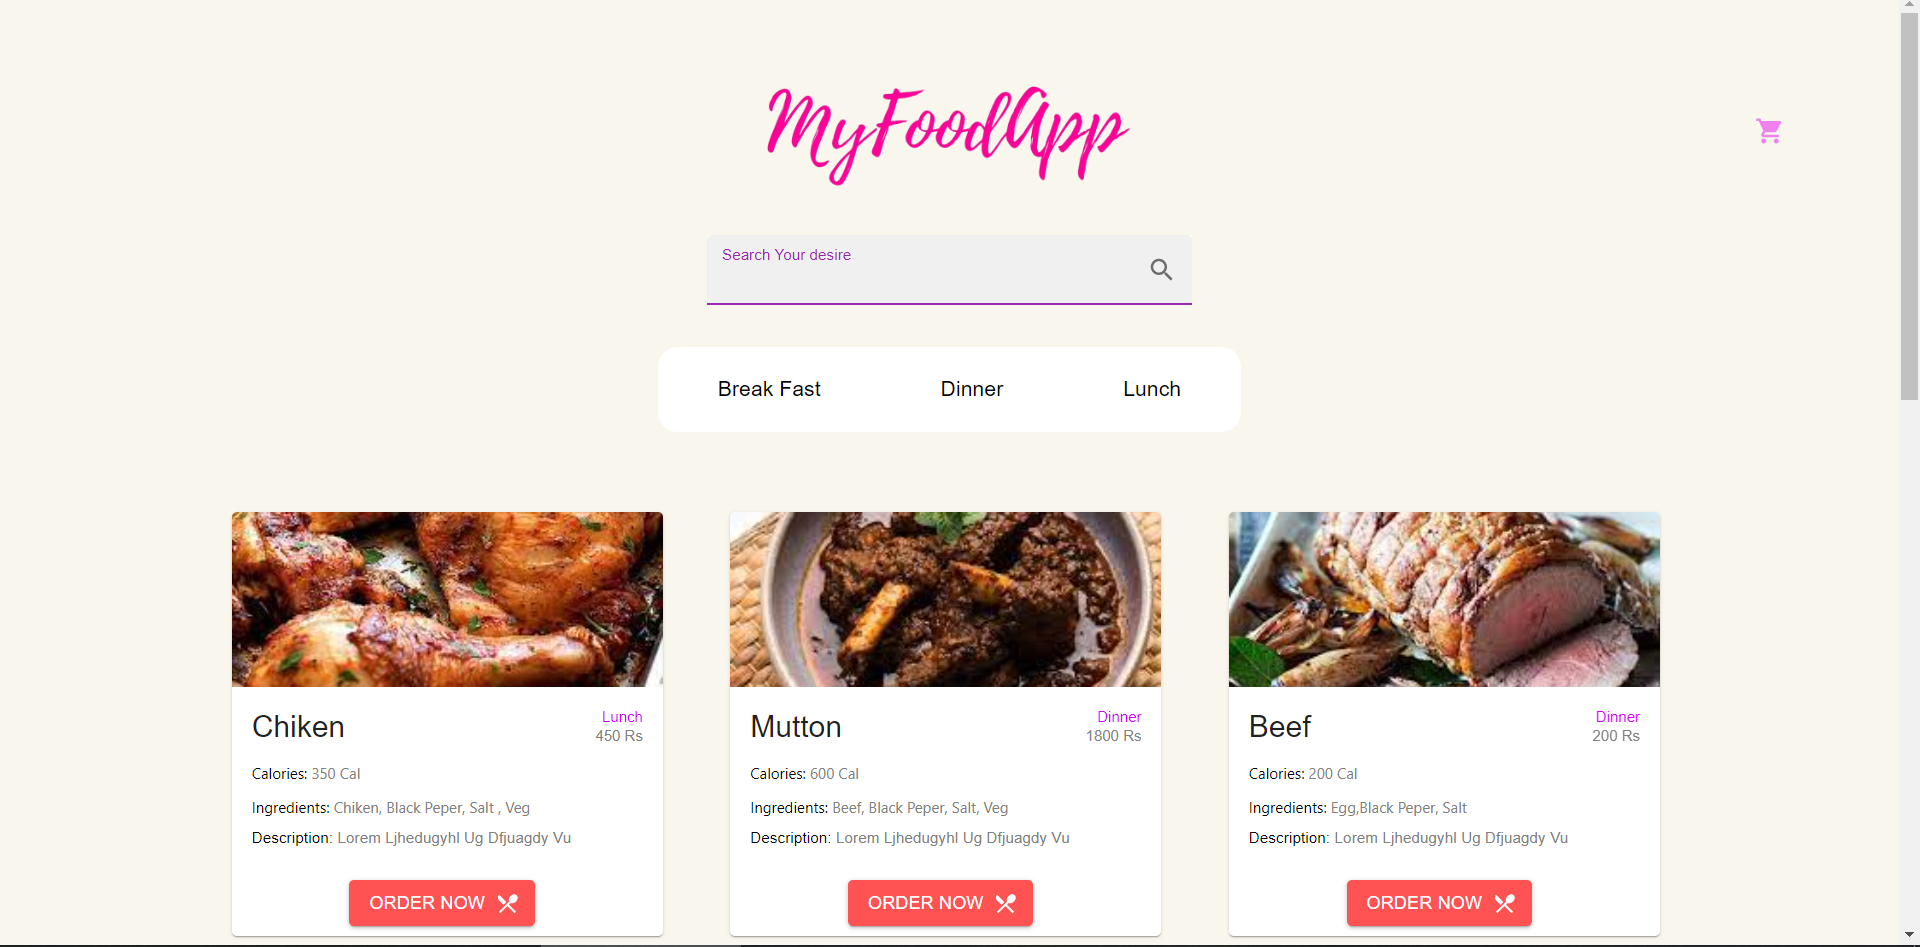 MyFoodApp
Search Your desire
Break Fast
Dinner
Lunch
Chiken
Lunch
450 Rs
Calories: 350 Cal
Ingredients: Chiken, Black Peper, Salt , Veg
Description: Lorem Ljhedugyhl Ug Dfjuagdy Vu
ORDER NOW
Mutton
Dinner
1800 Rs
Calories: 600 Cal
Ingredients: Beef, Black Peper, Salt, Veg
Description: Lorem Ljhedugyhl Ug Dfjuagdy Vu
ORDER NOW
Beef
Dinner
200 Rs
Calories: 200 Cal
Ingredients: Egg,Black Peper, Salt
Description: Lorem Ljhedugyhl Ug Dfjuagdy Vu
ORDER NOW